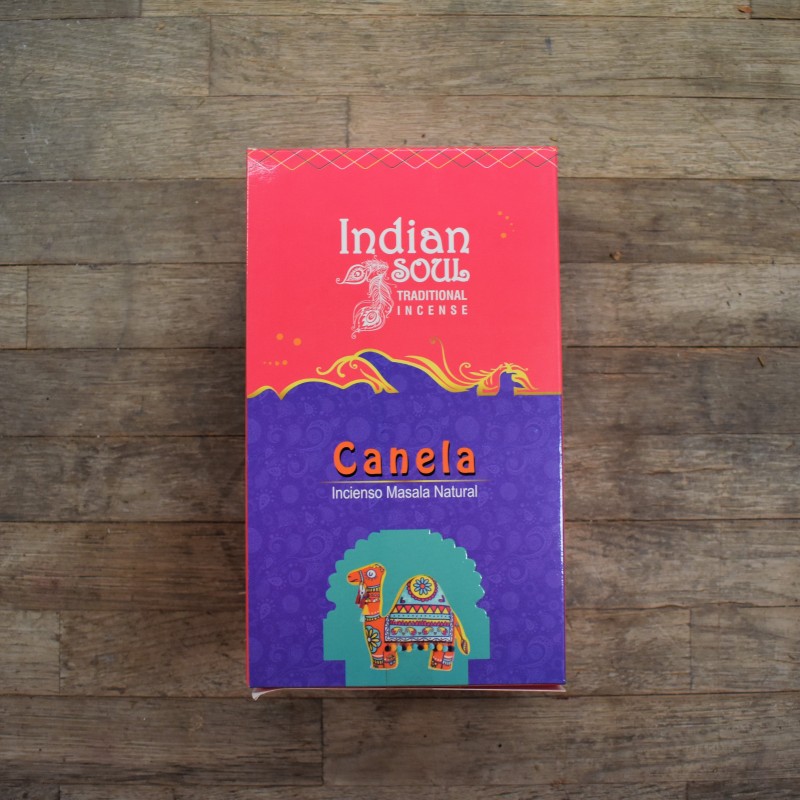 Indian
SOUL
TRADITIONAL
INCENSE
Canela
Incienso Masala Natural